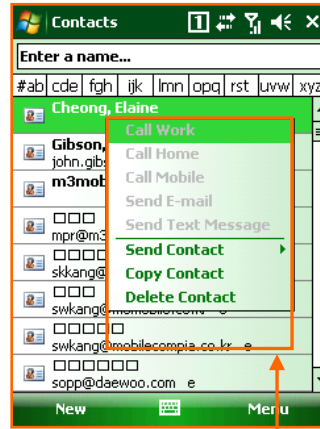 Contacts
Enter a name...
#ab cde fgh ijk lmn opq rst uvw xyz
Cheong, Elaine
Call Work
Gibson,
john.gibs
Call Home
m3mob
Call Mobile
Send E-mail
□□□
mpr@m3
Send Text Message
□□□
skkang@
Send Contact
□□□□
swkang@
Copy Contact
Delete Contact
□□□□□
swkang@mobilecompia.co.kr e
□□□□□□
sopp@daewoo.com e
New
Menu